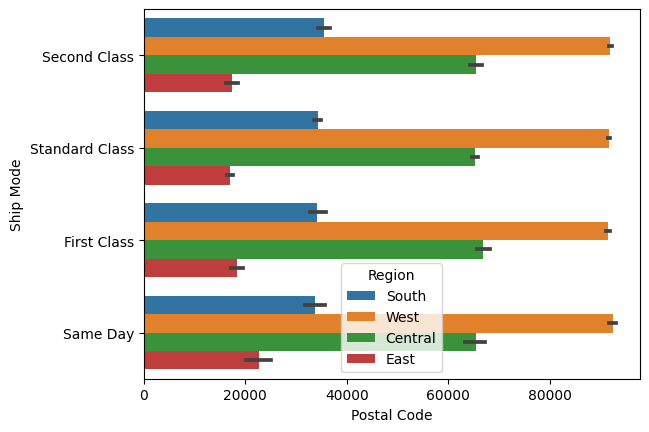 Second Class
Standard Class
First Class
Same Day
Ship Mode
Region
South
West
Central
East
0 20000 40000 60000 80000
Postal Code